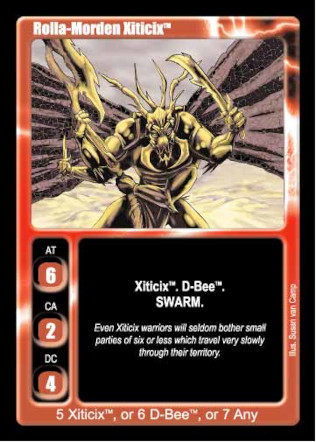 Rolla-Morden Xiticix™
AT
6
CA
2
DC
4
Xiticix™. D-Bee™.
SWARM.
Even Xiticix warriors will seldom bother small
parties of six or less which travel very slowly
through their territory.
Illus. Susan van Camp
5 Xiticix™, or 6 D-Bee™, or 7 Any